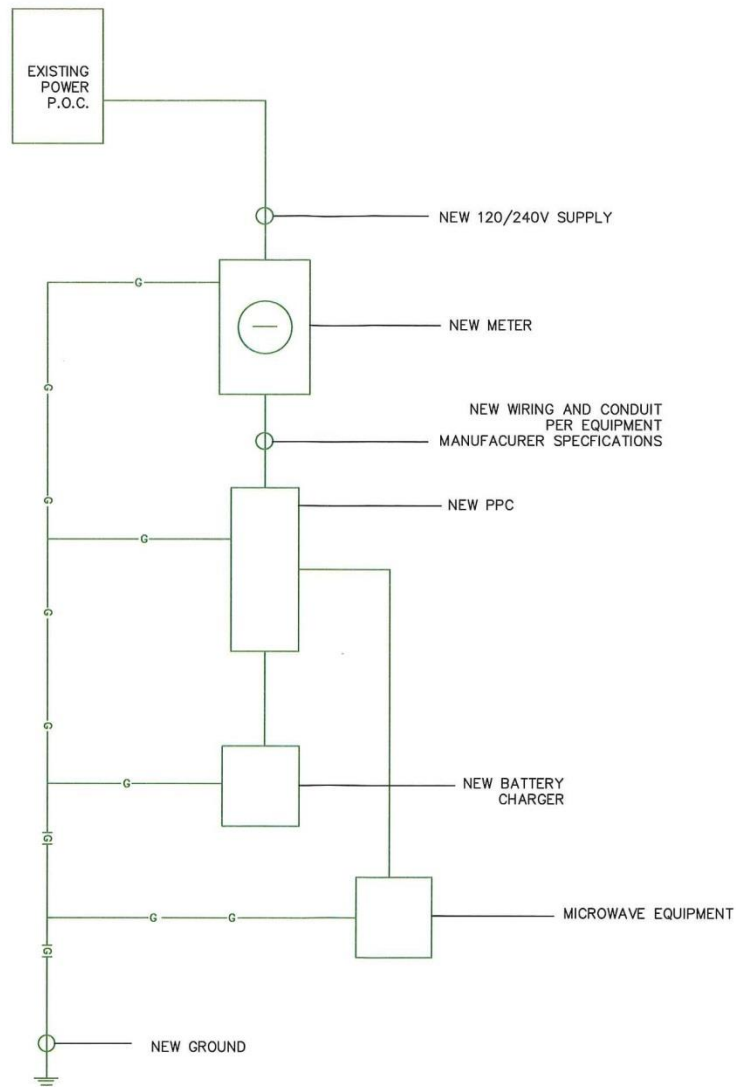 EXISTING
POWER
P.O.C.
NEW 120/240V SUPPLY
G
NEW METER
G
NEW WIRING AND CONDUIT
PER EQUIPMENT
MANUFACURER SPECFICATIONS
G
NEW PPC
G
G
G
G
NEW BATTERY
CHARGER
G
G G
MICROWAVE EQUIPMENT
G
NEW GROUND